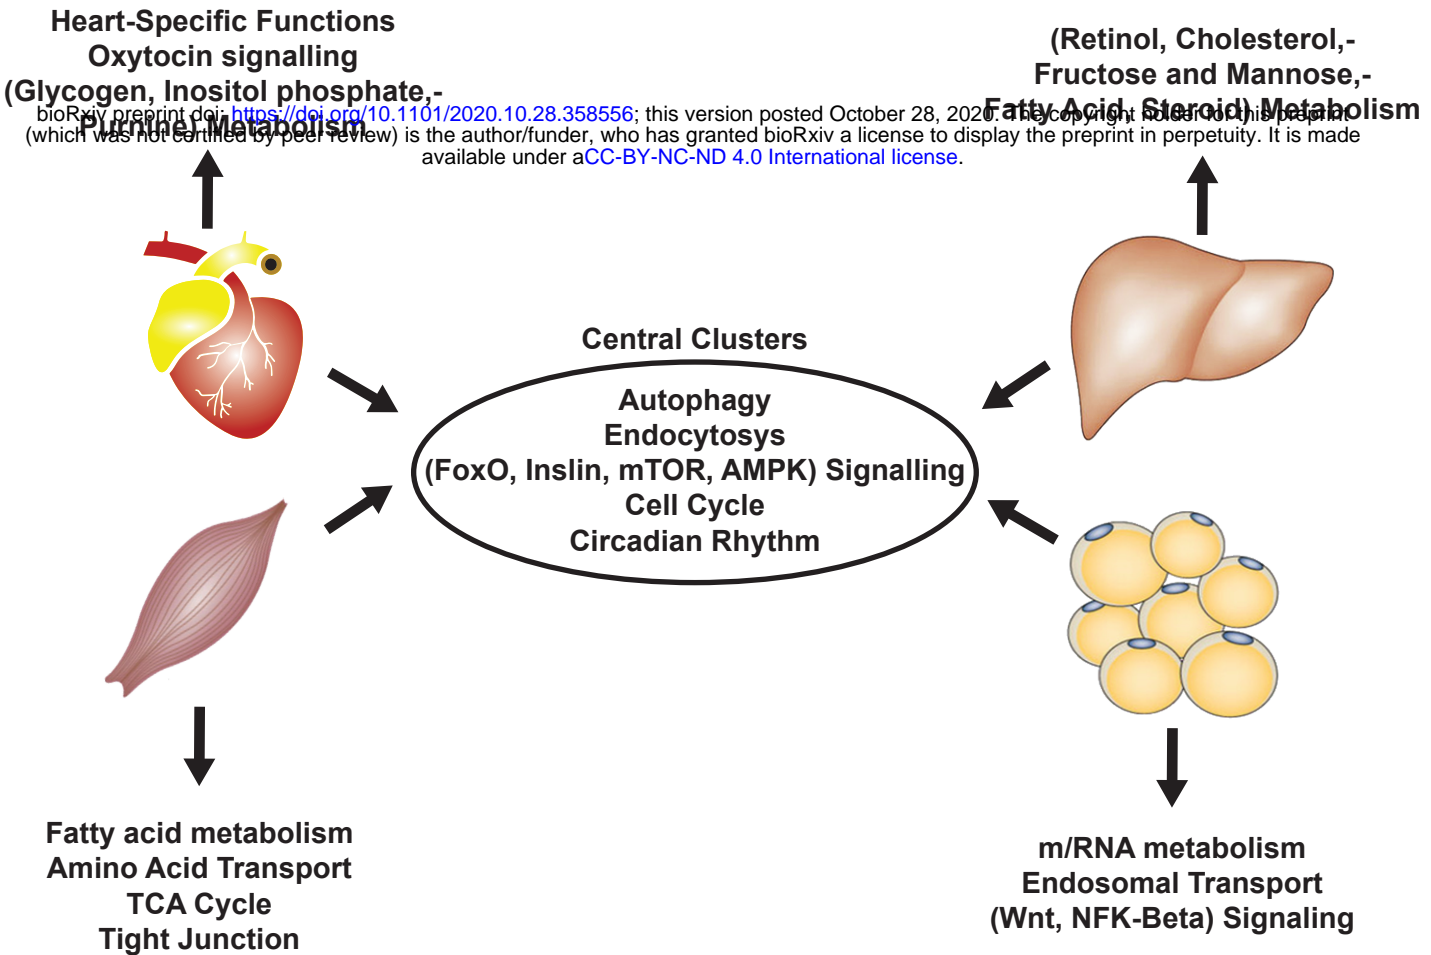 Heart-Specific Functions
Oxytocin signalling
(Glycogen, Inositol phosphate,-
Purnine) Metabolism
(Retinol, Cholesterol,-
Fructose and Mannose,-
Fatty Acid, Steroid) Metabolism
bioRxiv preprint doi: https://doi.org/10.1101/2020.10.28.358556; this version posted October 28, 2020. The copyright holder for this preprint
(which was not certified by peer review) is the author/funder, who has granted bioRxiv a license to display the preprint in perpetuity. It is made
available under aCC-BY-NC-ND 4.0 International license.
Central Clusters
Autophagy
Endocytosys
(FoxO, Inslin, mTOR, AMPK) Signalling
Cell Cycle
Circadian Rhythm
Fatty acid metabolism
Amino Acid Transport
TCA Cycle
Tight Junction
m/RNA metabolism
Endosomal Transport
(Wnt, NFK-Beta) Signaling